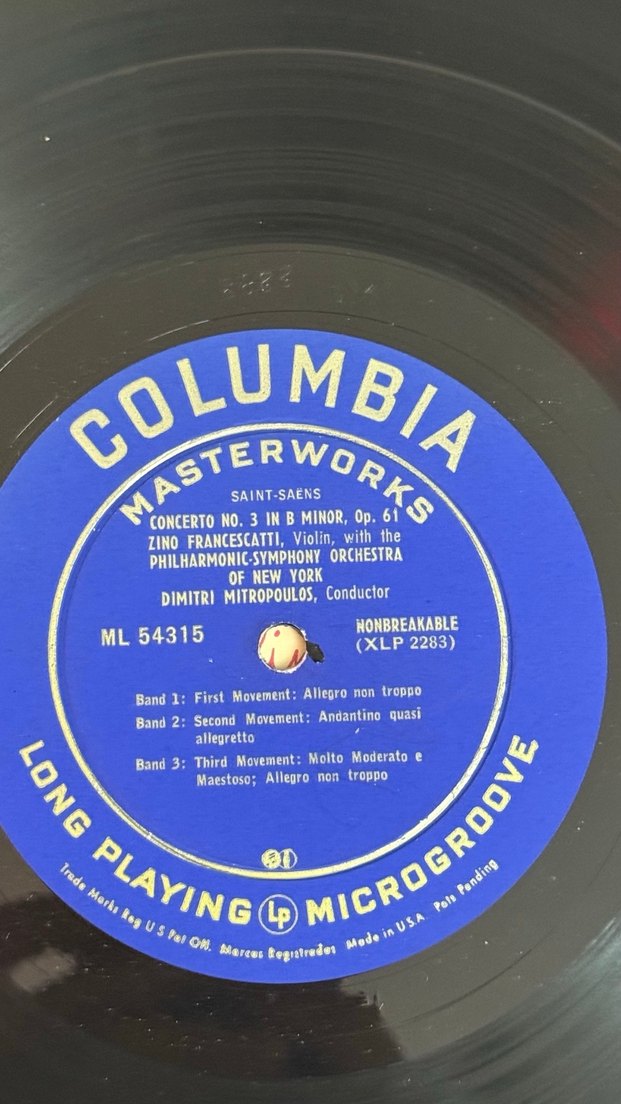 COLUMBIA
MASTERWORKS
SAINT-SAËNS
CONCERTO NO. 3 IN B MINOR, Op. 61
ZINO FRANCESCATTI, Violin, with the
PHILHARMONIC-SYMPHONY ORCHESTRA
OF NEW YORK
DIMITRI MITROPOULOS, Conductor
ML 54315
NONBREAKABLE
(XLP 2283)
Band 1: First Movement: Allegro non troppo
Band 2: Second Movement: Andantino quasi
allegretto
Band 3: Third Movement: Molto Moderato e
Maestoso; Allegro non troppo
LONG PLAYING Lp MICROGROOVE
Trade Marks Reg U S Pat Off. Marcas Registradas Made in U.S.A. Pats Pending